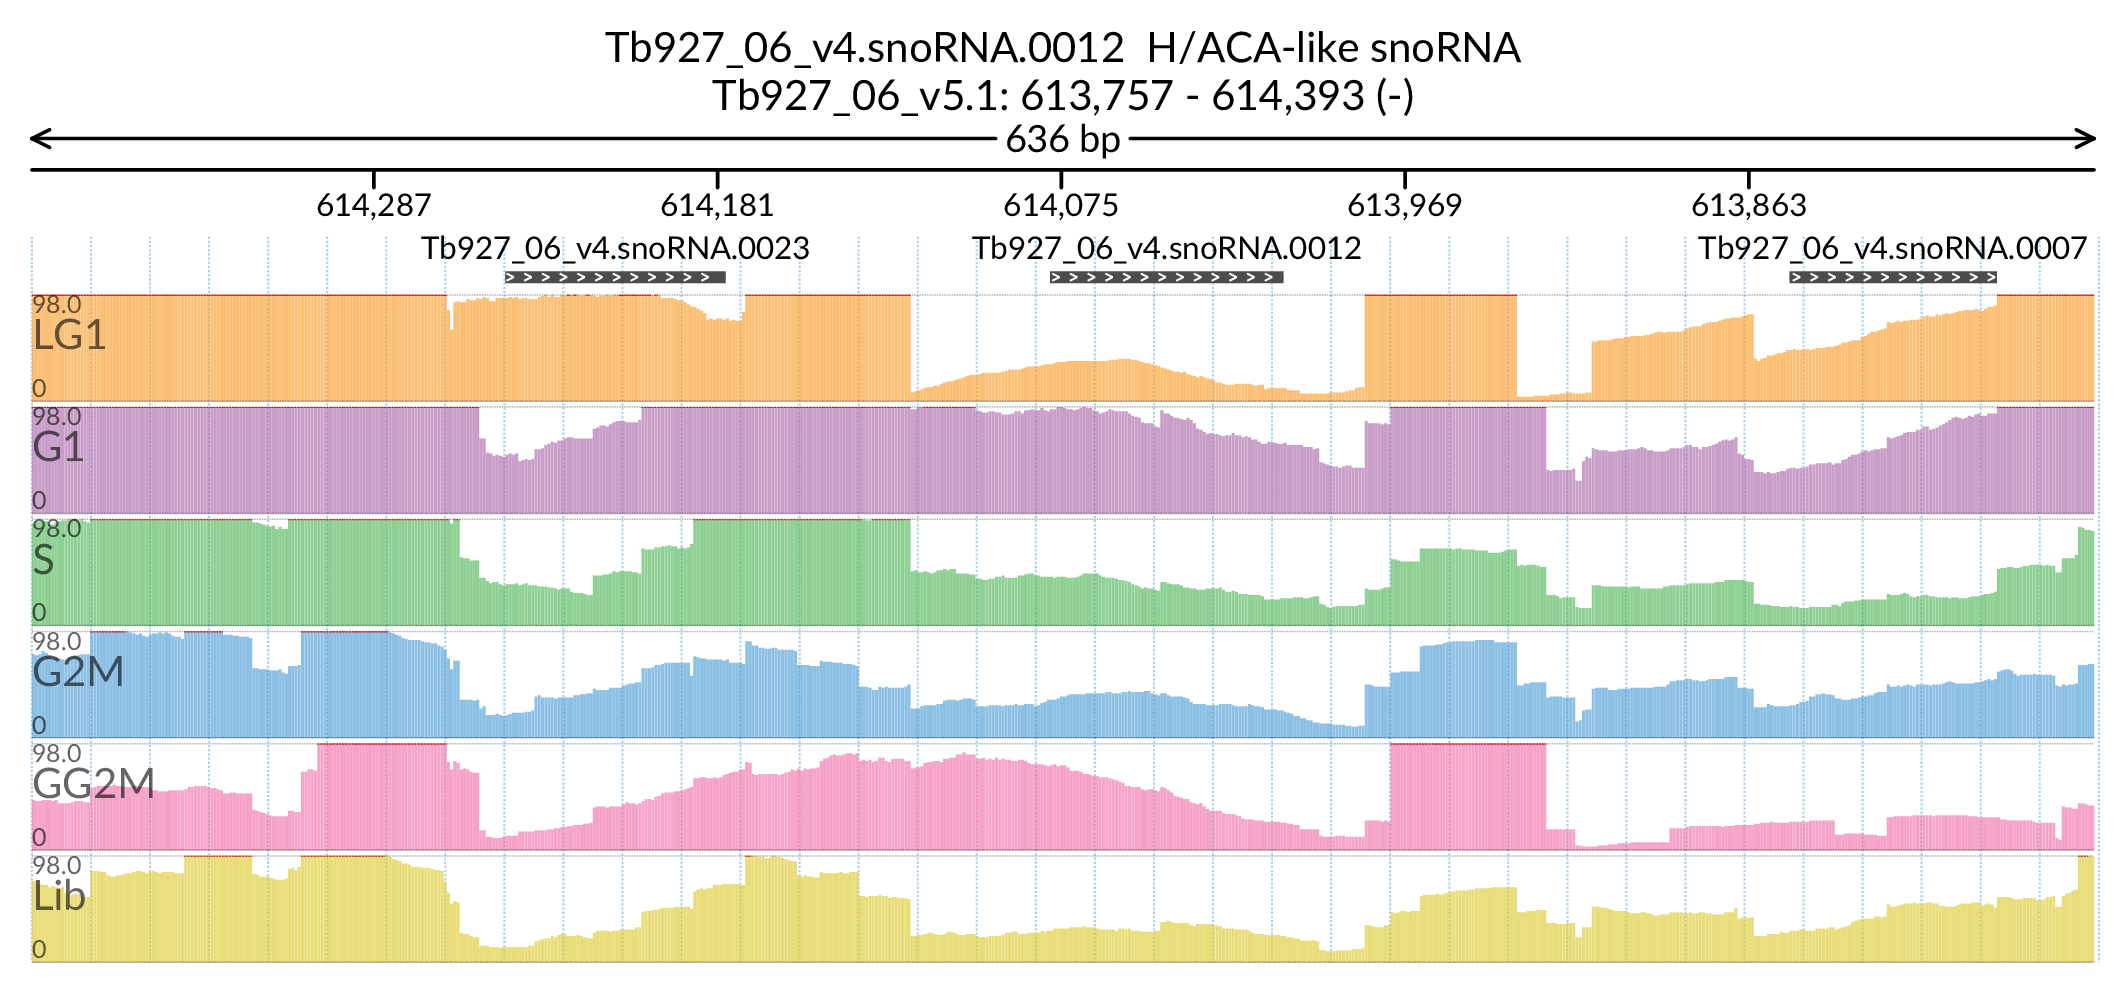 Tb927_06_v4.snoRNA.0012 H/ACA-like snoRNA
Tb927_06_v5.1: 613,757 - 614,393 (-)
636 bp
614,287 614,181 614,075 613,969 613,863
Tb927_06_v4.snoRNA.0023 Tb927_06_v4.snoRNA.0012 Tb927_06_v4.snoRNA.0007
98.0
LG1
0
98.0
G1
0
98.0
S
0
98.0
G2M
0
98.0
GG2M
0
98.0
Lib
0